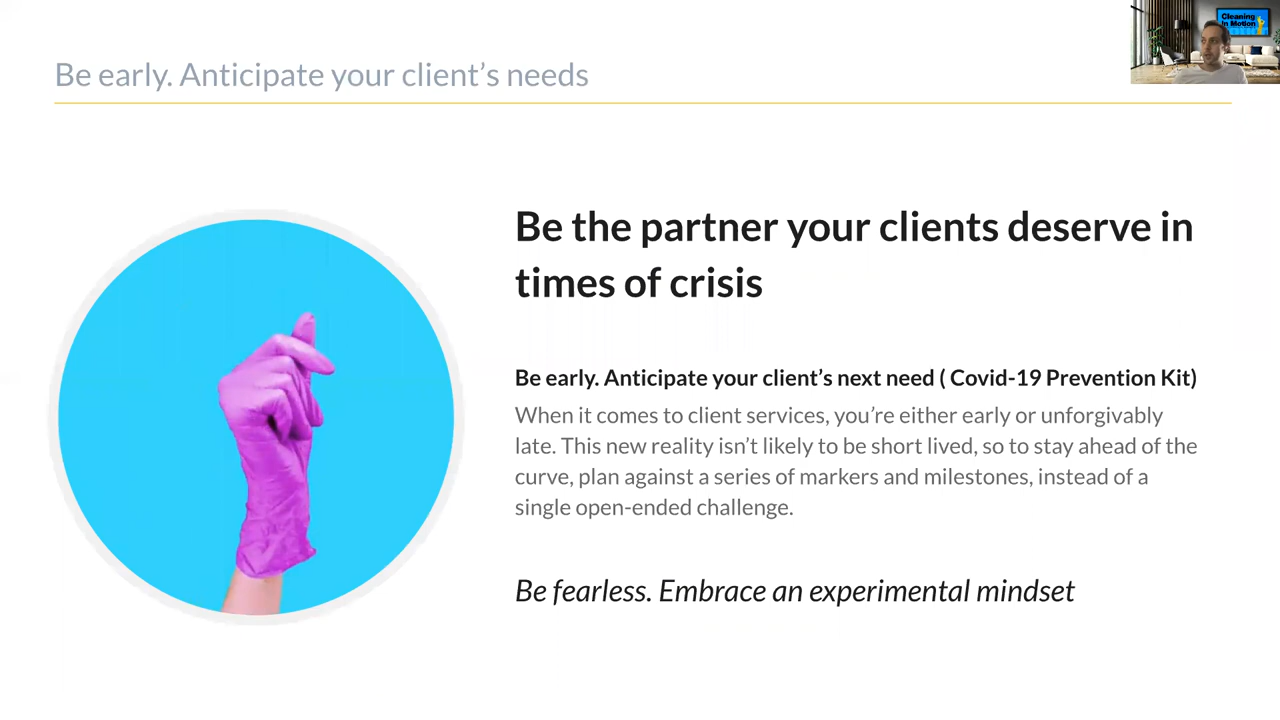 Be early. Anticipate your client’s needs
Cleaning
in Motion
Be the partner your clients deserve in
times of crisis
Be early. Anticipate your client’s next need ( Covid-19 Prevention Kit)
When it comes to client services, you’re either early or unforgivably
late. This new reality isn’t likely to be short lived, so to stay ahead of the
curve, plan against a series of markers and milestones, instead of a
single open-ended challenge.
Be fearless. Embrace an experimental mindset